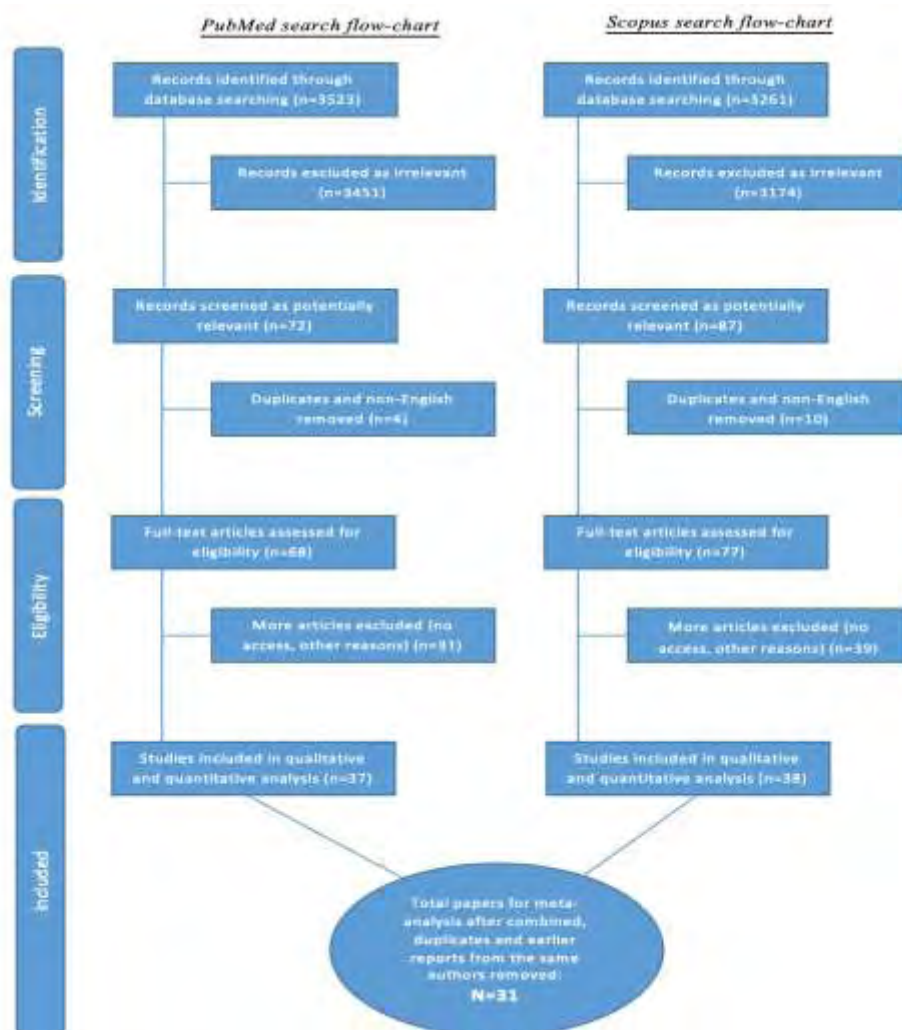 PubMed search flow-chart
Scopus search flow-chart
Identification
Records identified through
database searching (n=3523)
Records identified through
database searching (n=3261)
Records excluded as irrelevant
(n=3451)
Records excluded as irrelevant
(n=3174)
Screening
Records screened as potentially
relevant (n=72)
Records screened as potentially
relevant (n=87)
Duplicates and non-English
removed (n=4)
Duplicates and non-English
removed (n=10)
Eligibility
Full-text articles assessed for
eligibility (n=68)
Full-text articles assessed for
eligibility (n=77)
More articles excluded (no
access, other reasons) (n=31)
More articles excluded (no
access, other reasons) (n=39)
Included
Studies included in qualitative
and quantitative analysis (n=37)
Studies included in qualitative
and quantitative analysis (n=38)
Total papers for meta-
analysis after combined,
duplicates and earlier
reports from the same
authors removed:
N=31